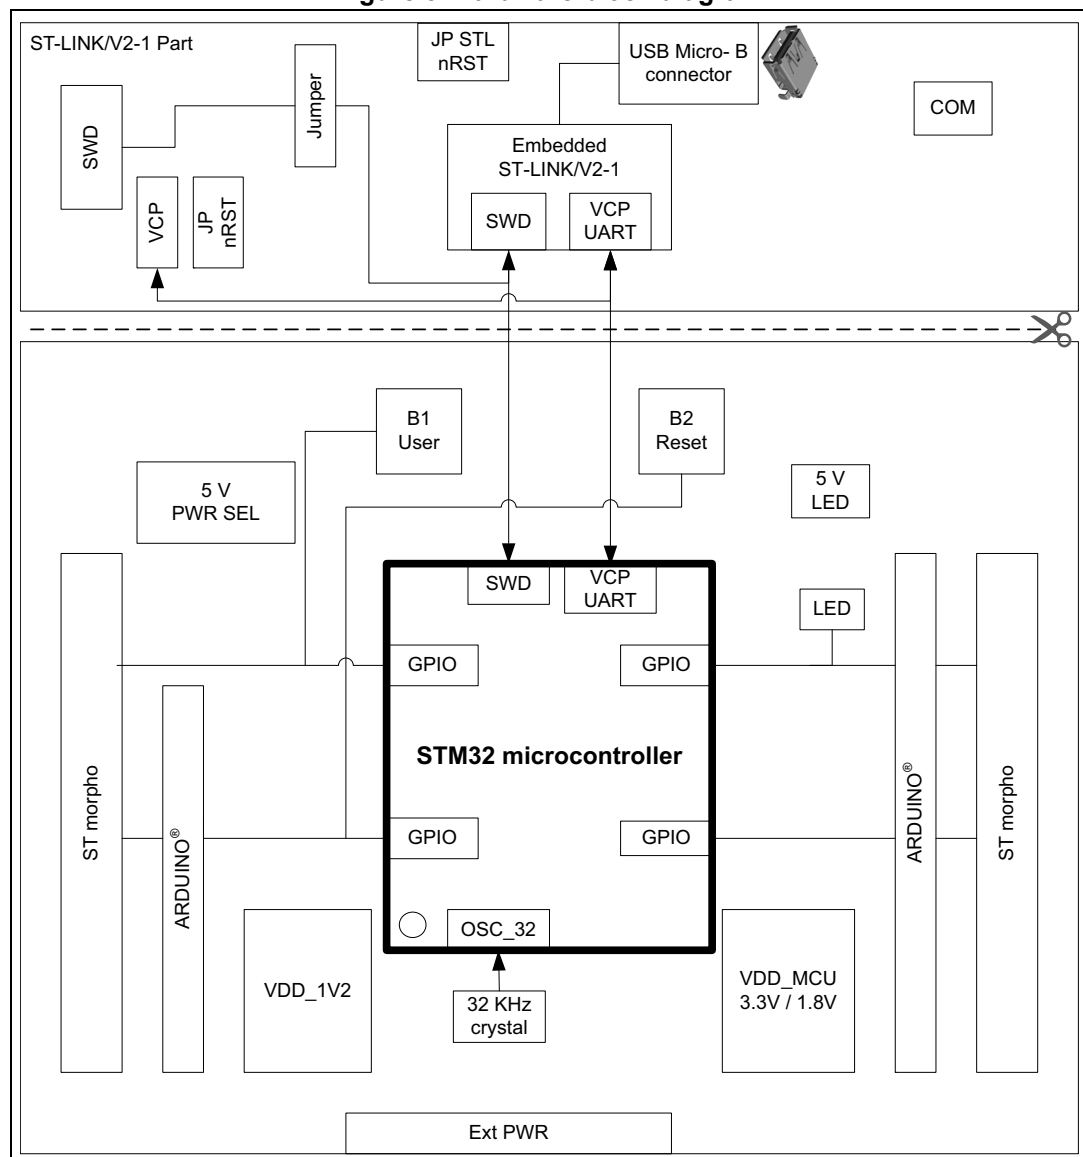 ST-LINK/V2-1 Part
JP STL
nRST
USB Micro- B
connector
COM
Jumper
SWD
Embedded
ST-LINK/V2-1
VCP
JP
nRST
SWD
VCP
UART
B1
User
B2
Reset
5 V
PWR SEL
5 V
LED
SWD
VCP
UART
LED
GPIO
GPIO
STM32 microcontroller
ST morpho
ARDUINO®
GPIO
GPIO
ARDUINO®
ST morpho
OSC_32
VDD_1V2
VDD_MCU
3.3V / 1.8V
32 KHz
crystal
Ext PWR